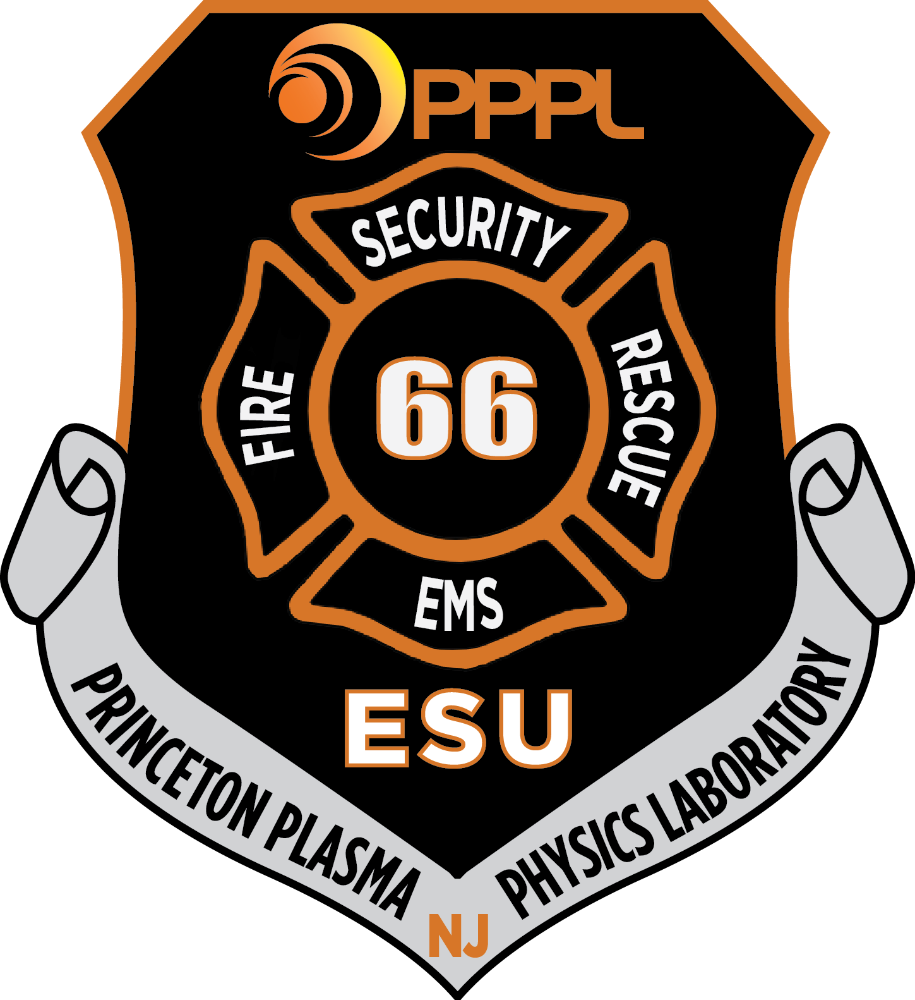 PPPL
SECURITY
FIRE
66
RESCUE
EMS
ESU
PRINCETON PLASMA
PHYSICS LABORATORY
NJ